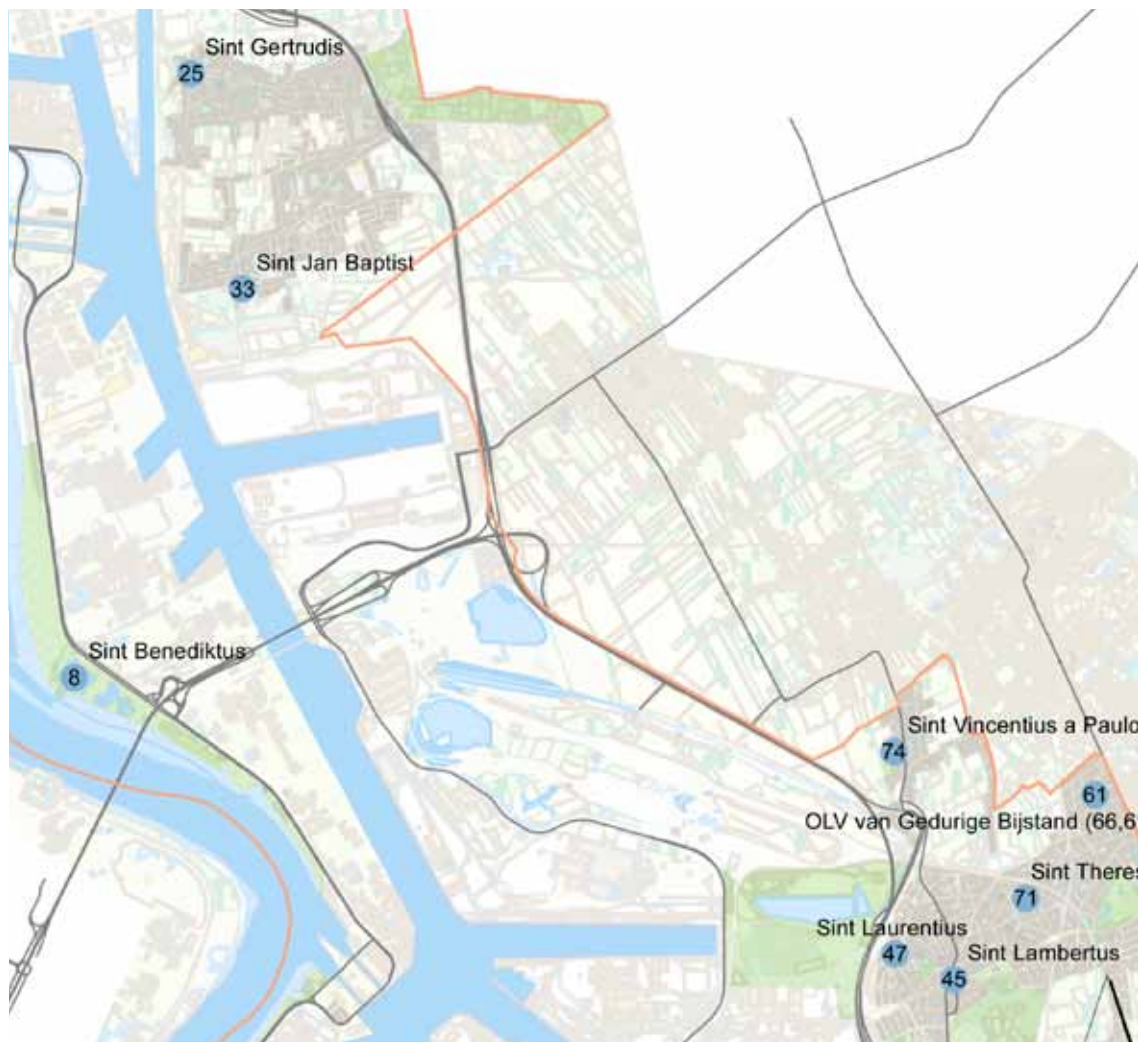 Sint Gertrudis
25
Sint Jan Baptist
33
Sint Benediktus
8
Sint Vincentius a Paulo
74
61
OLV van Gedurige Bijstand (66,6
Sint Theres
71
Sint Laurentius
47
Sint Lambertus
45